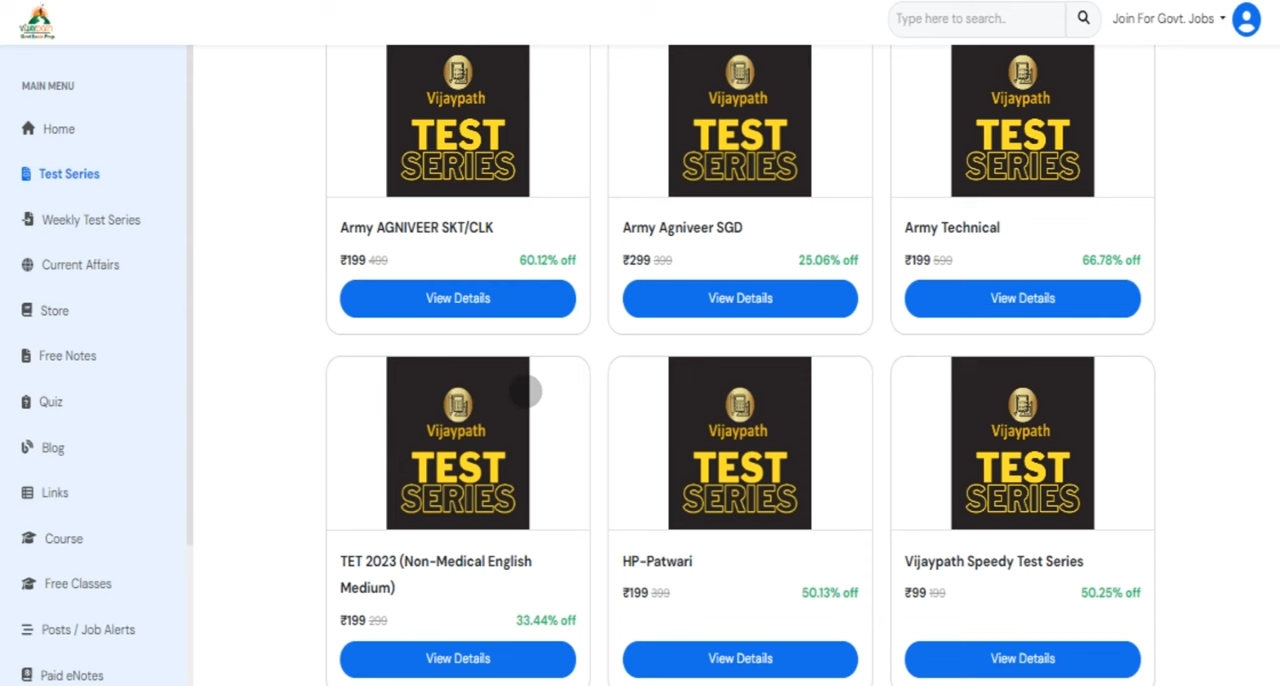 VIJAYPATH
Type here to search..
Join For Govt. Jobs
MAIN MENU
Home
Test Series
Weekly Test Series
Current Affairs
Store
Free Notes
Quiz
Blog
Links
Course
Free Classes
Posts / Job Alerts
Paid eNotes
Vijaypath
TEST
SERIES
Army AGNIVEER SKT/CLK
₹199 499
60.12% off
View Details
Vijaypath
TEST
SERIES
Army Agniveer SGD
₹299 399
25.06% off
View Details
Vijaypath
TEST
SERIES
Army Technical
₹199 599
66.78% off
View Details
Vijaypath
TEST
SERIES
TET 2023 (Non-Medical English
Medium)
₹199 299
33.44% off
View Details
Vijaypath
TEST
SERIES
HP-Patwari
₹199 399
50.13% off
View Details
Vijaypath
TEST
SERIES
Vijaypath Speedy Test Series
₹99 199
50.25% off
View Details